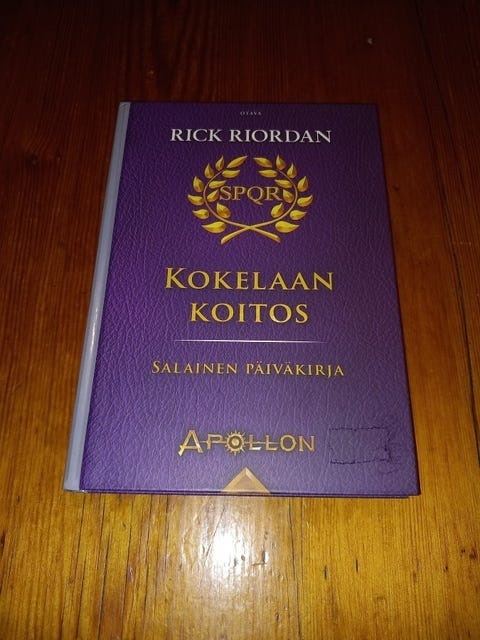 OTAVA
RICK RIORDAN
SPQR
KOKELAAN
KOITOS
SALAINEN PÄIVÄKIRJA
APOLLON